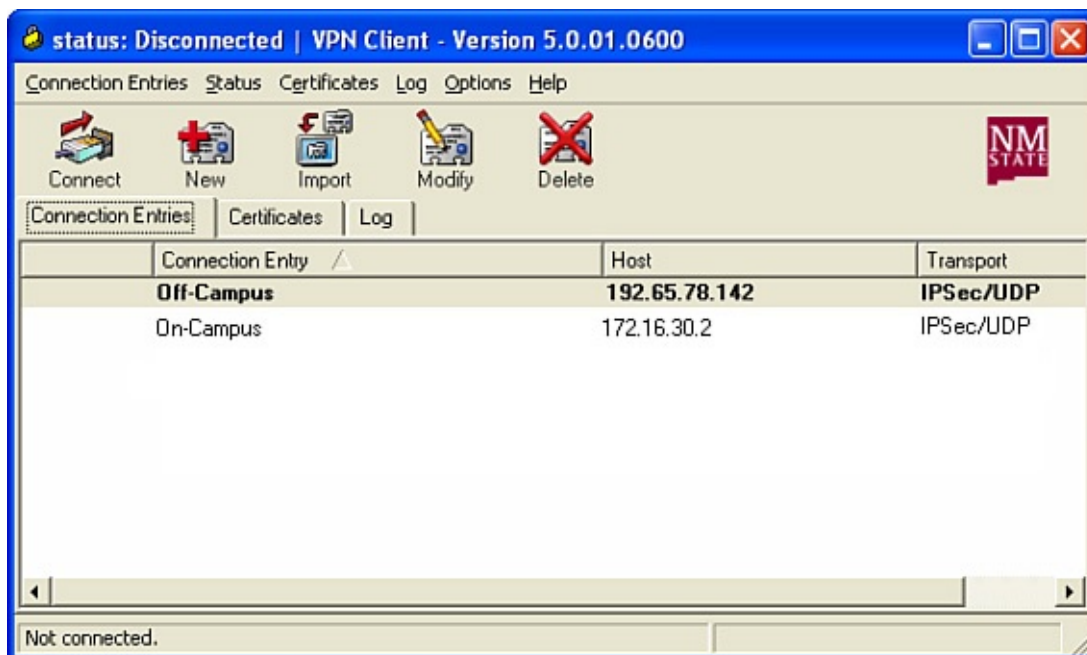 status: Disconnected | VPN Client - Version 5.0.01.0600
Connection Entries Status Certificates Log Options Help
Connect New Import Modify Delete
NM
STATE
Connection Entries Certificates Log
Connection Entry Host Transport
Off-Campus 192.65.78.142 IPSec/UDP
On-Campus 172.16.30.2 IPSec/UDP
Not connected.